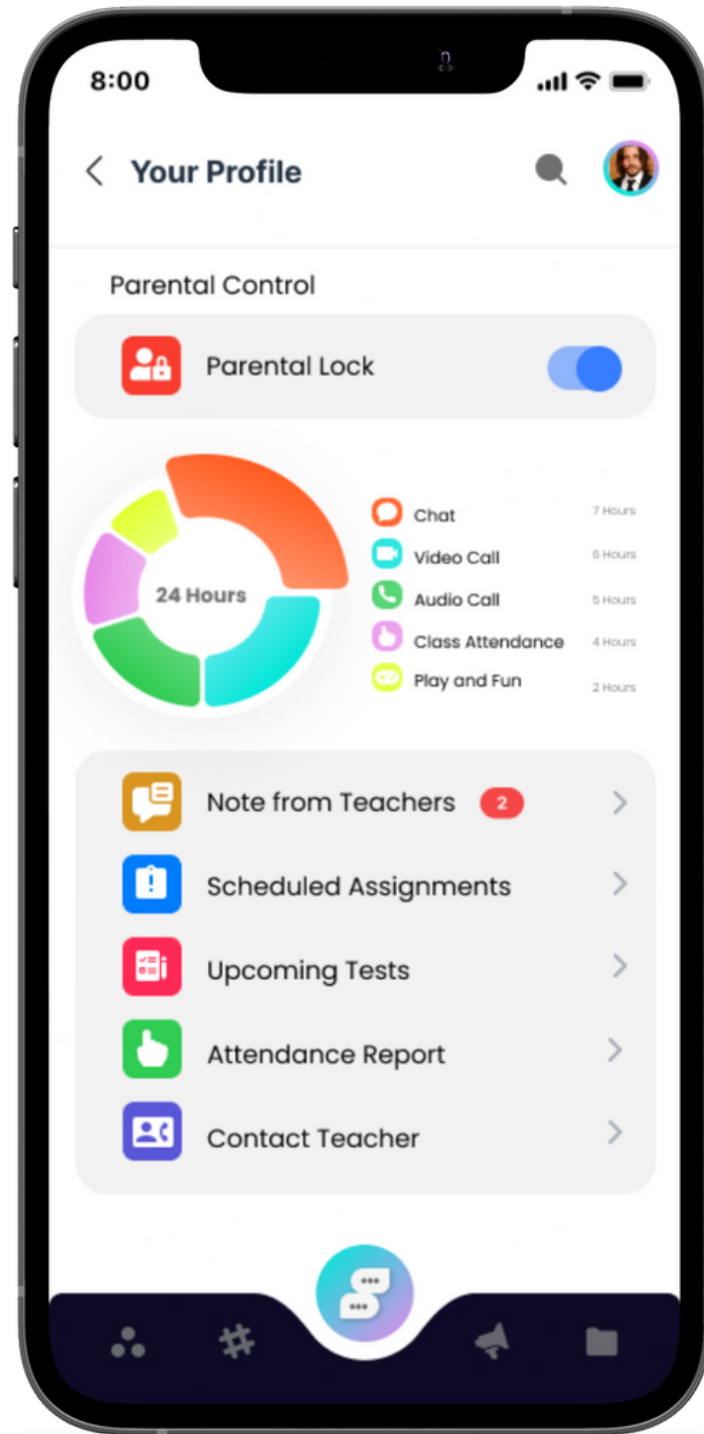 8:00
Your Profile
Parental Control
Parental Lock
24 Hours
Chat 7 Hours
Video Call 6 Hours
Audio Call 5 Hours
Class Attendance 4 Hours
Play and Fun 2 Hours
Note from Teachers 2
Scheduled Assignments
Upcoming Tests
Attendance Report
Contact Teacher